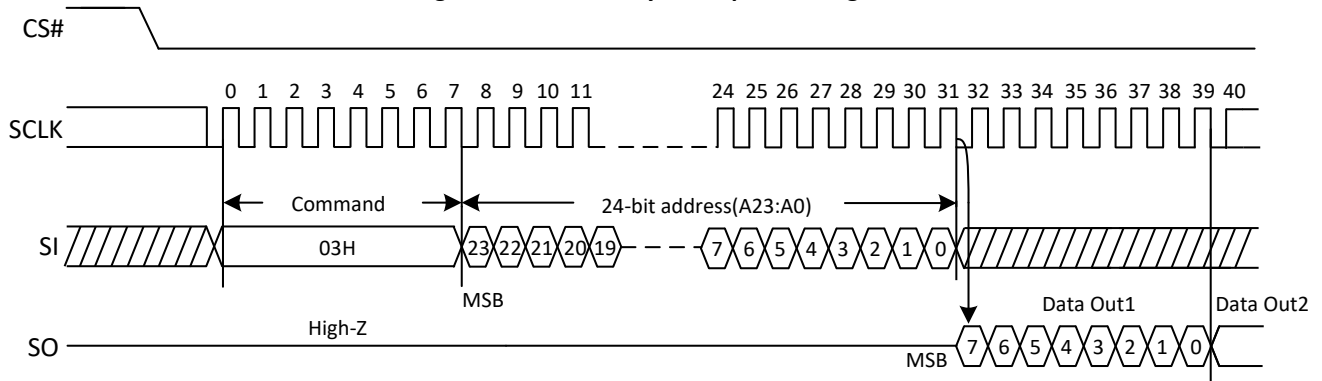 CS#
0 1 2 3 4 5 6 7 8 9 10 11 24 25 26 27 28 29 30 31 32 33 34 35 36 37 38 39 40
SCLK
Command 24-bit address(A23:A0)
SI 03H 23 22 21 20 19 7 6 5 4 3 2 1 0
MSB Data Out1 Data Out2
High-Z
SO MSB 7 6 5 4 3 2 1 0